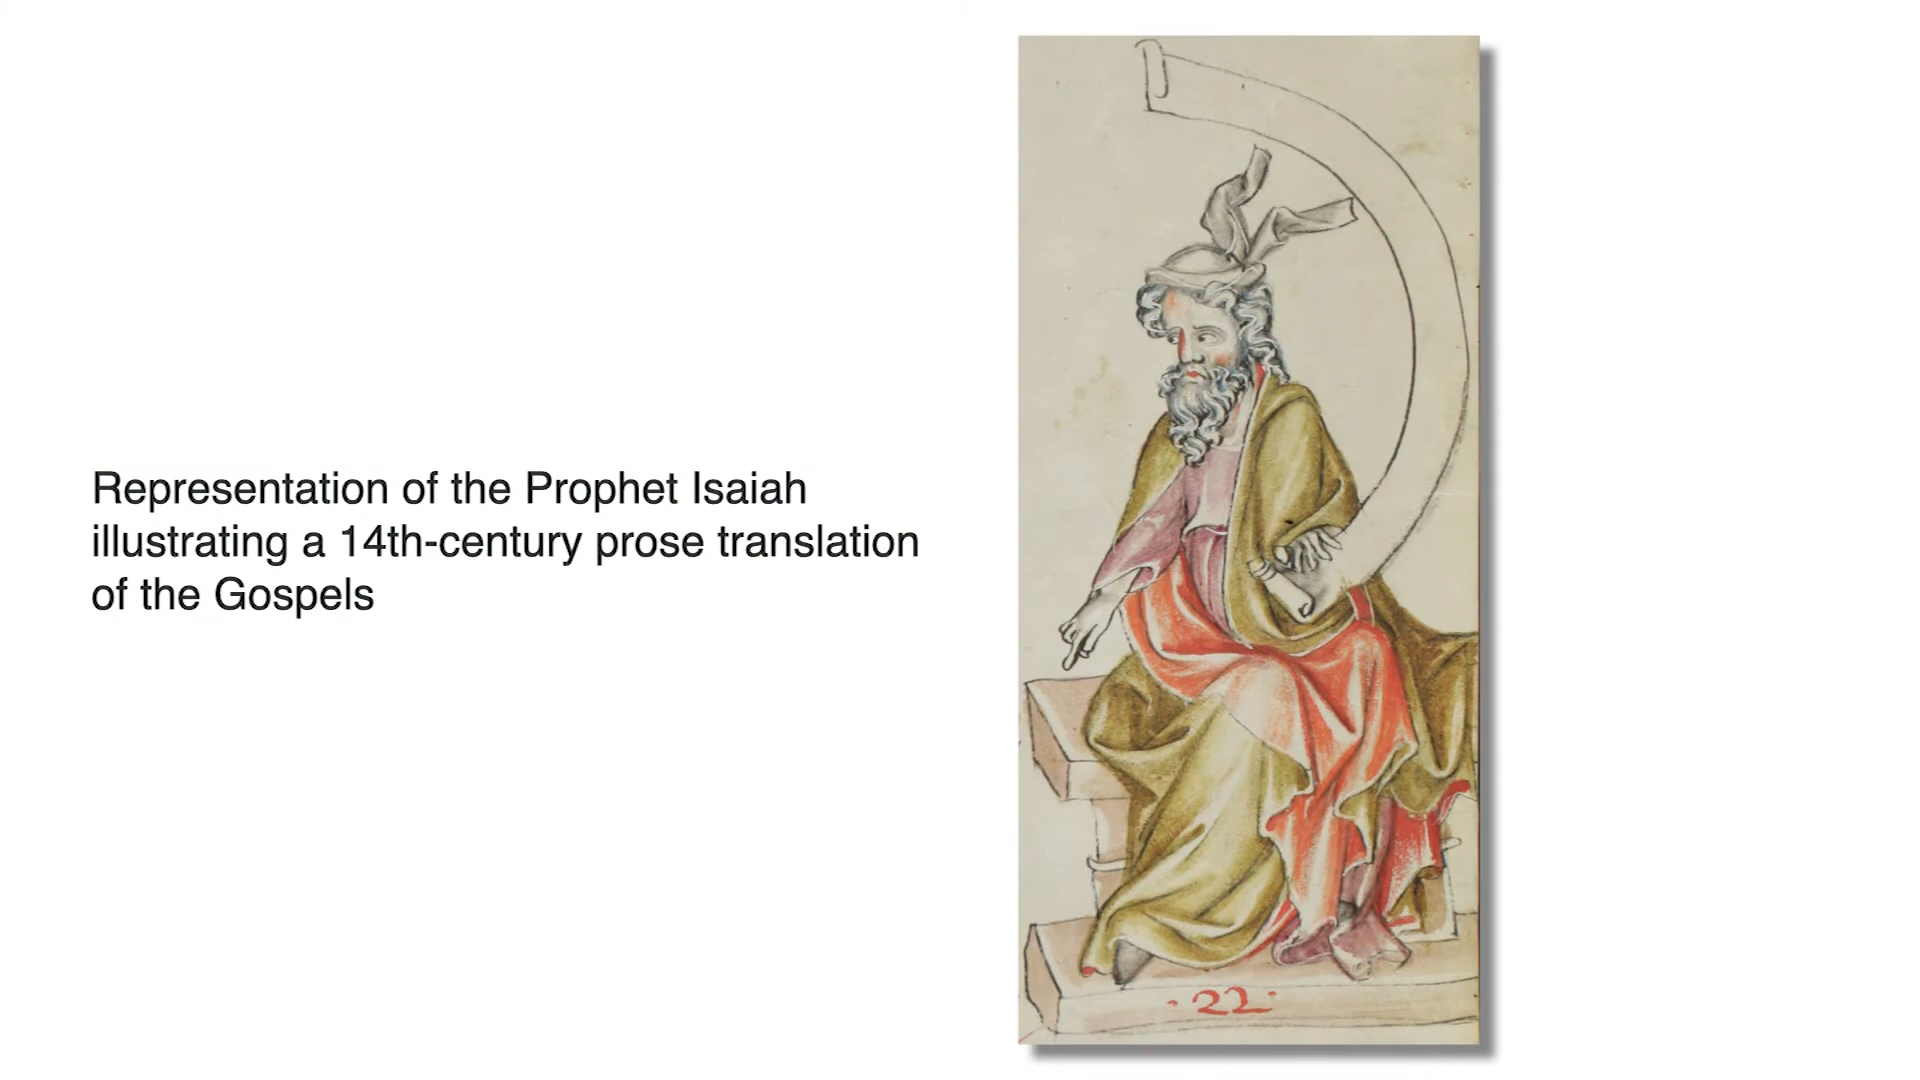 Representation of the Prophet Isaiah
illustrating a 14th-century prose translation
of the Gospels
·22·